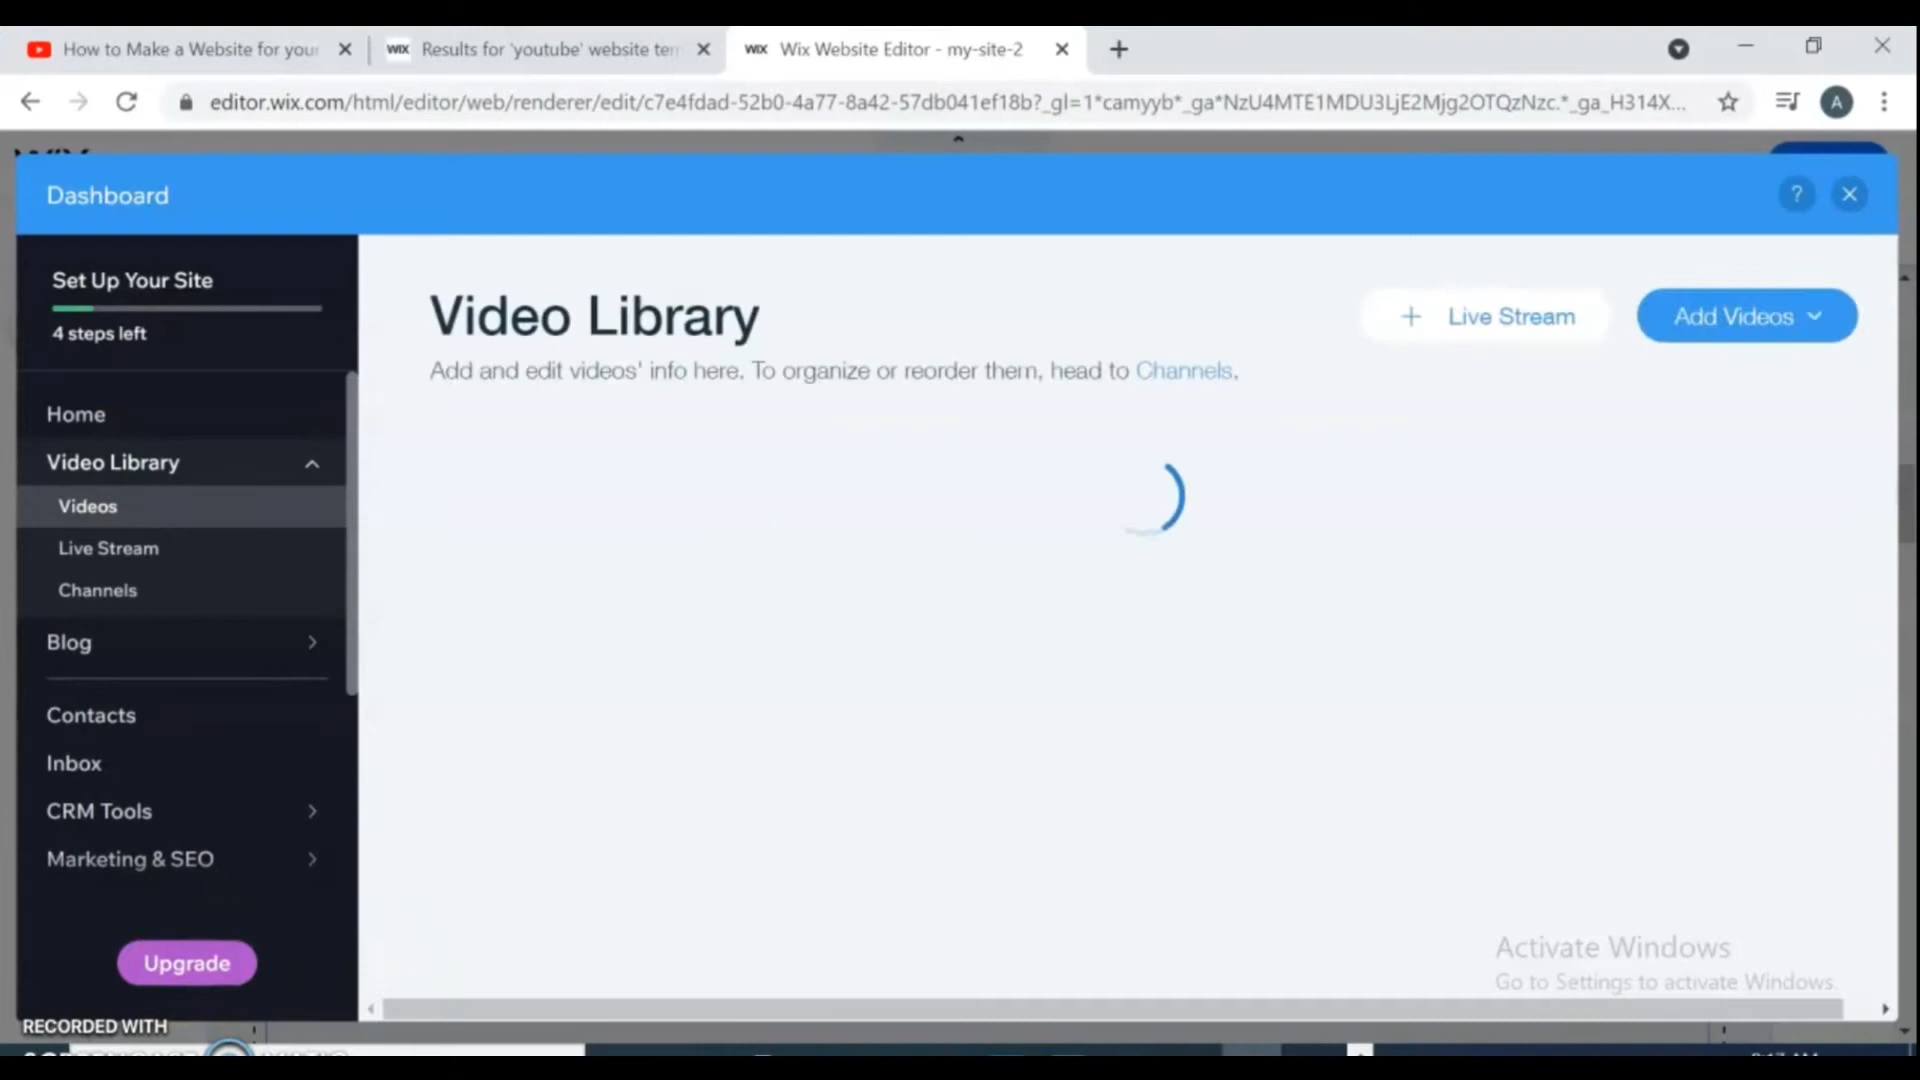 How to Make a Website for your
WIX Results for 'youtube' website tem
WIX Wix Website Editor - my-site-2
editor.wix.com/html/editor/web/renderer/edit/c7e4fdad-52b0-4a77-8a42-57db041ef18b?_gl=1*camyyb*_ga*NzU4MTE1MDU3LjE2Mjg2OTQzNzc.*_ga_H314X...
A
Dashboard
?
Set Up Your Site
4 steps left
Home
Video Library
Videos
Live Stream
Channels
Blog
Contacts
Inbox
CRM Tools
Marketing & SEO
Upgrade
Video Library
Add and edit videos' info here. To organize or reorder them, head to Channels.
+ Live Stream
Add Videos
Activate Windows
Go to Settings to activate Windows.
RECORDED WITH